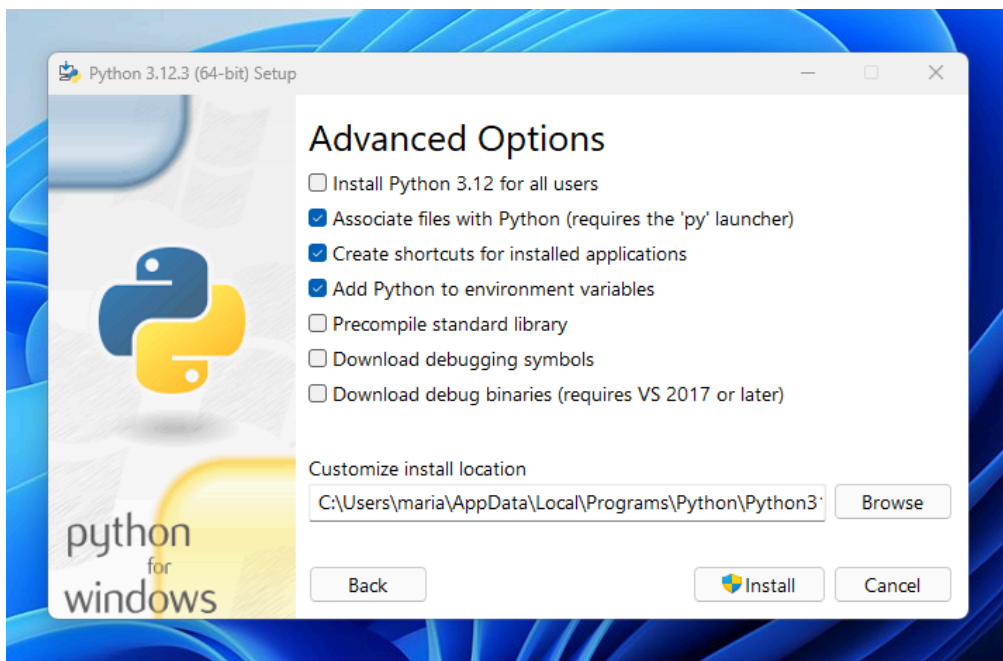 Python 3.12.3 (64-bit) Setup
Advanced Options
Install Python 3.12 for all users
Associate files with Python (requires the 'py' launcher)
Create shortcuts for installed applications
Add Python to environment variables
Precompile standard library
Download debugging symbols
Download debug binaries (requires VS 2017 or later)
Customize install location
C:\Users\maria\AppData\Local\Programs\Python\Python31
Browse
python
for
windows
Back
Install
Cancel